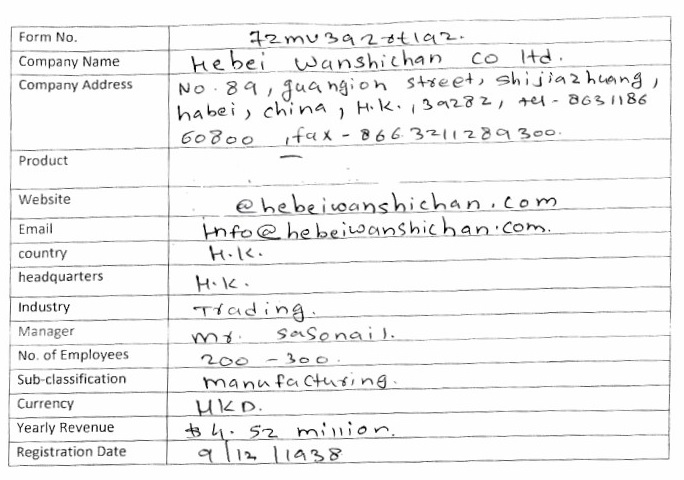 Form No. 72mv3a2rt1a2.
Company Name Hebei Wanshichan co ltd.
Company Address No. 89, guangion street, shijiazhuang,
habei, china, H.K., 39282, tel - 8631186
60800 , fax - 866.3211289300.
Product —
Website @hebeiwanshichan.com
Email Info@hebeiwanshichan.com.
country H.K.
headquarters H.K.
Industry Trading.
Manager mr. sasonail.
No. of Employees 200 - 300.
Sub-classification manufacturing.
Currency HKD.
Yearly Revenue $ 4.52 million.
Registration Date 9/12/1938